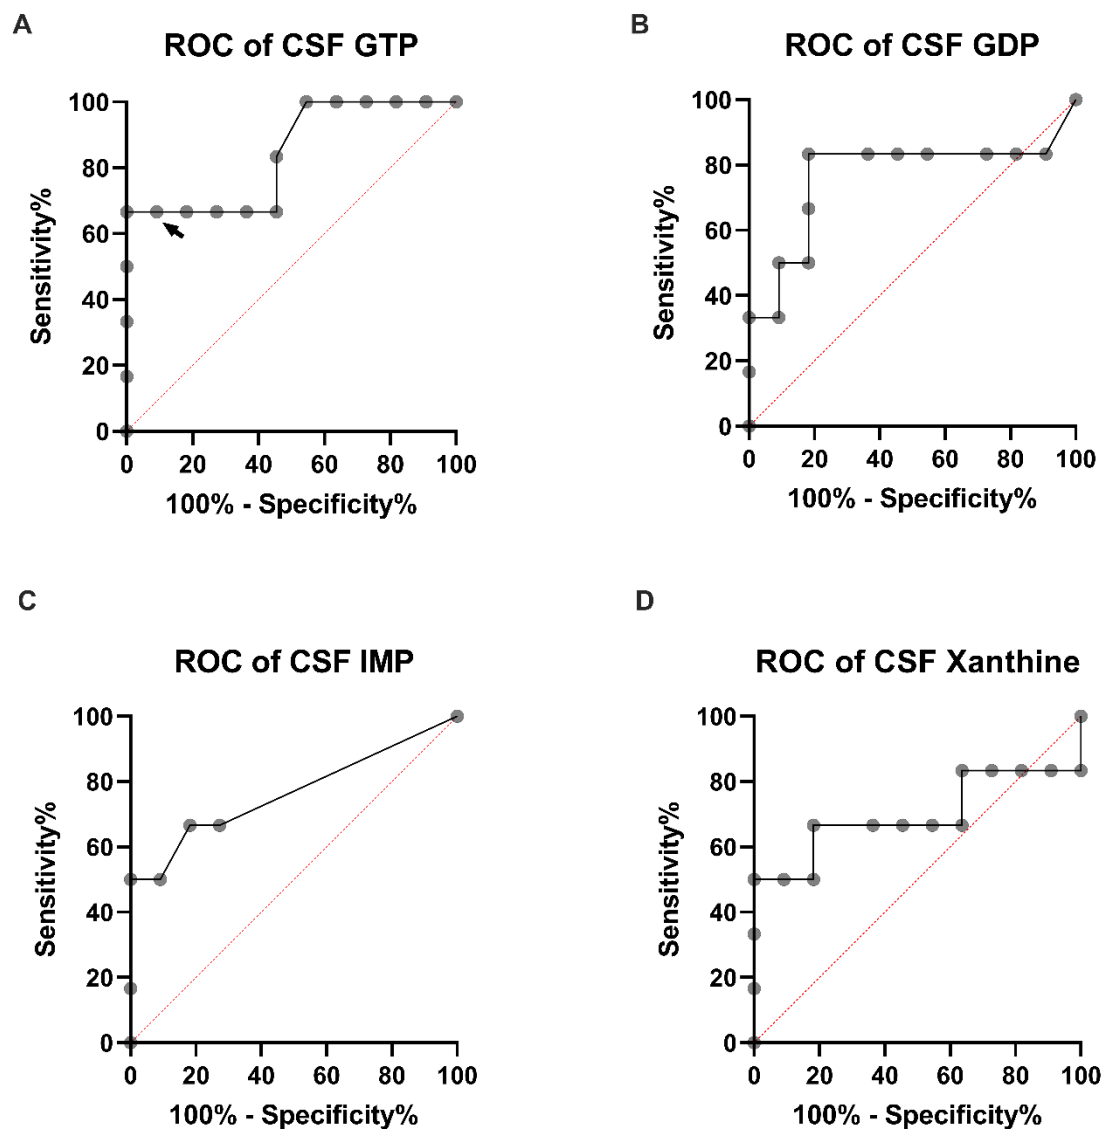 A
ROC of CSF GTP
100
80
60
40
20
0
Sensitivity%
0 20 40 60 80 100
100% - Specificity%
B
ROC of CSF GDP
100
80
60
40
20
0
Sensitivity%
0 20 40 60 80 100
100% - Specificity%
C
ROC of CSF IMP
100
80
60
40
20
0
Sensitivity%
0 20 40 60 80 100
100% - Specificity%
D
ROC of CSF Xanthine
100
80
60
40
20
0
Sensitivity%
0 20 40 60 80 100
100% - Specificity%